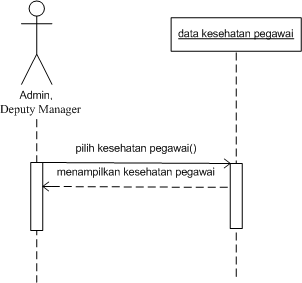 data kesehatan pegawai
Admin,
Deputy Manager
pilih kesehatan pegawai()
menampilkan kesehatan pegawai